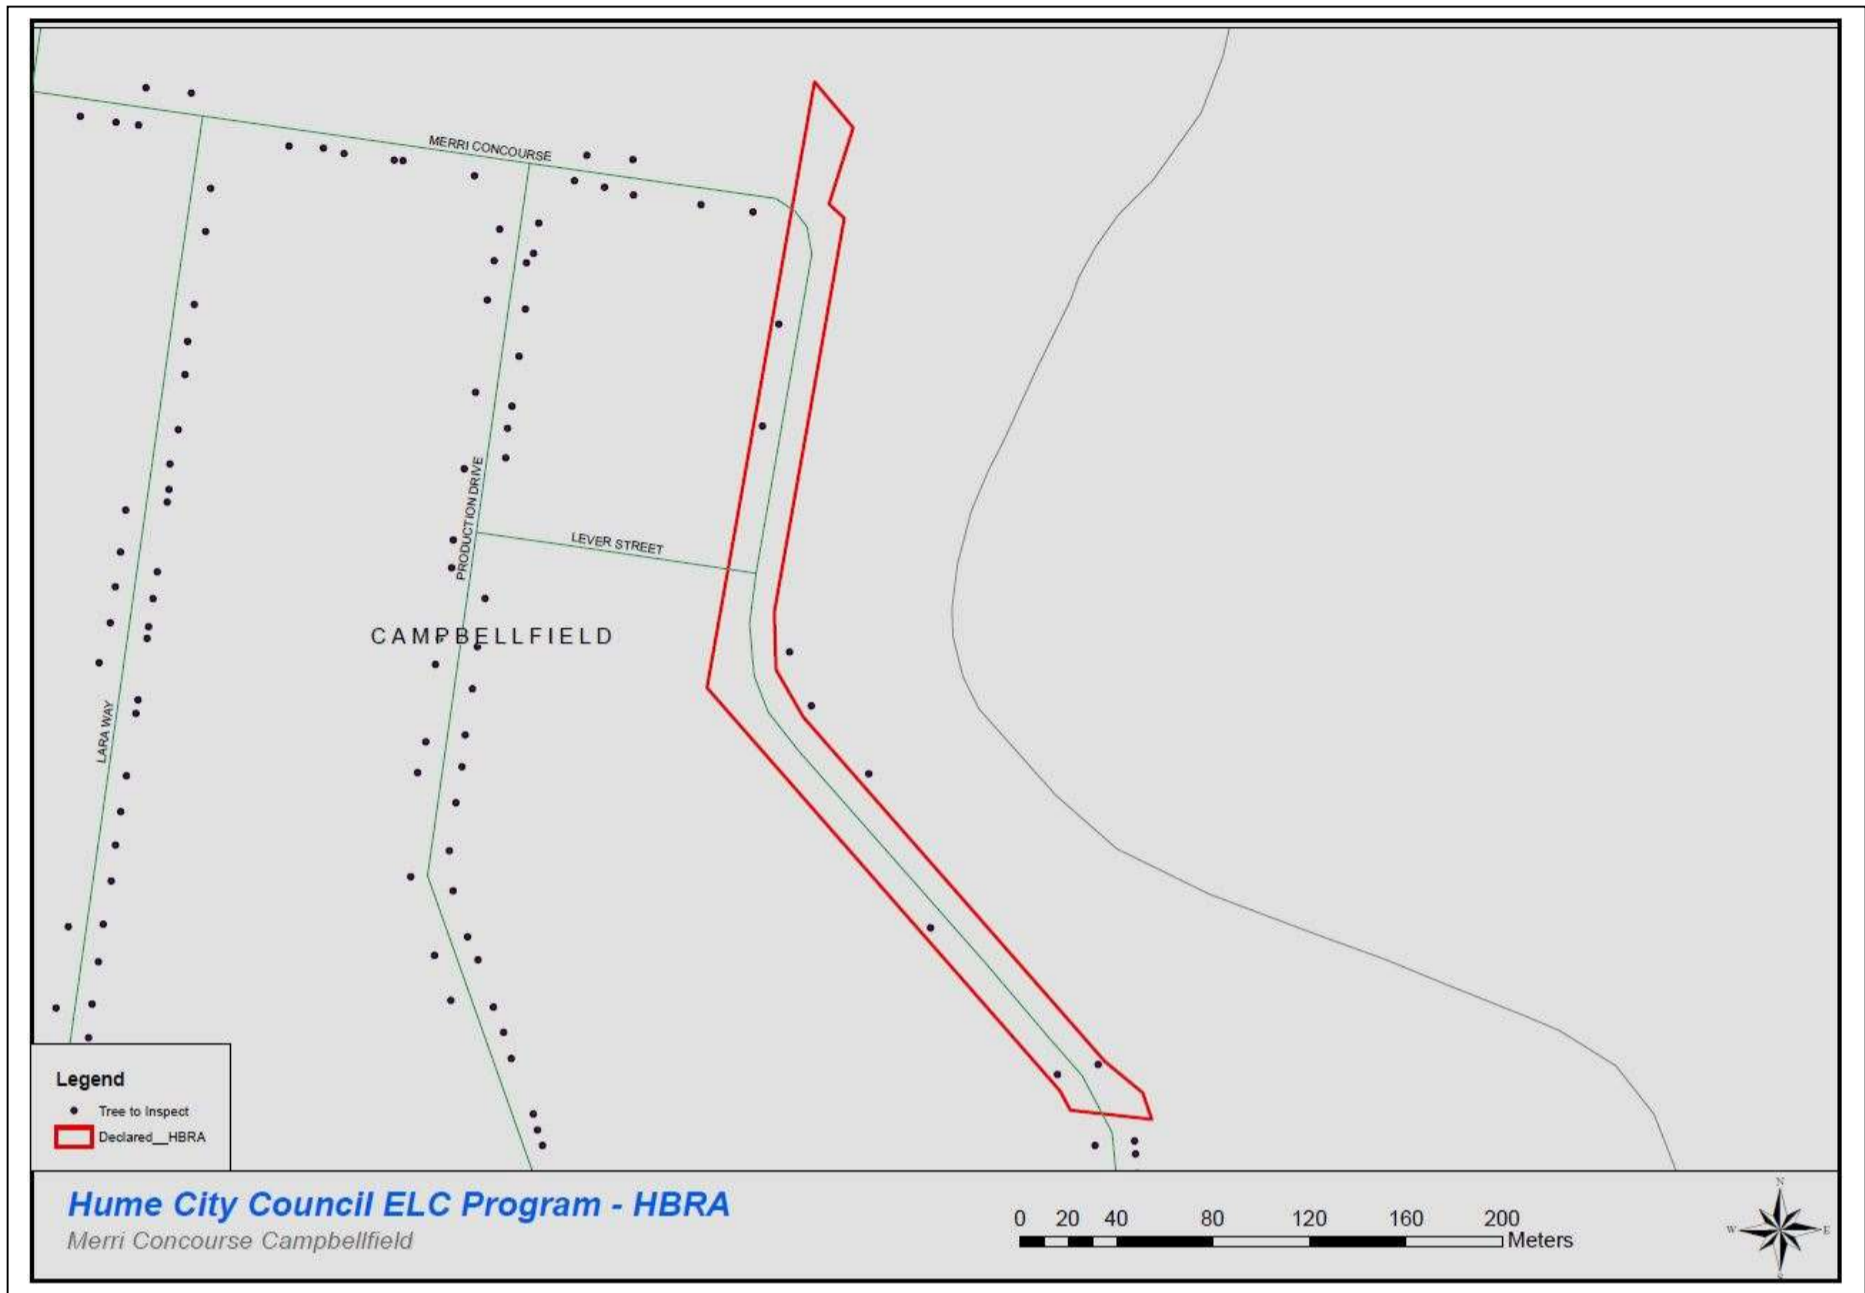 MERRI CONCOURSE
PRODUCTION DRIVE
LEVER STREET
CAMPBELLFIELD
LARA WAY
Legend
Tree to Inspect
Declared__HBRA
Hume City Council ELC Program - HBRA
Merri Concourse Campbellfield
0 20 40 80 120 160 200
Meters
N
W E
S